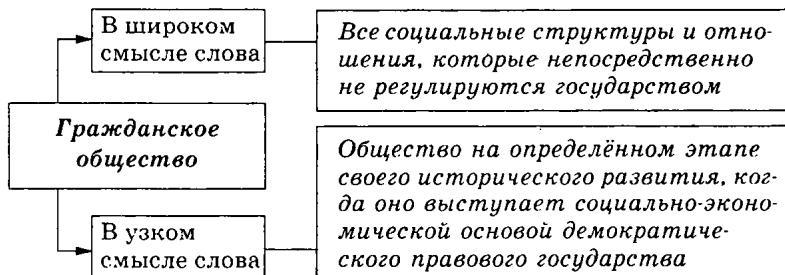 В широком
смысле слова
Все социальные структуры и отно-
шения, которые непосредственно
не регулируются государством
Гражданское
общество
Общество на определённом этапе
своего исторического развития, ког-
да оно выступает социально-эконо-
мической основой демократиче-
ского правового государства
В узком
смысле слова